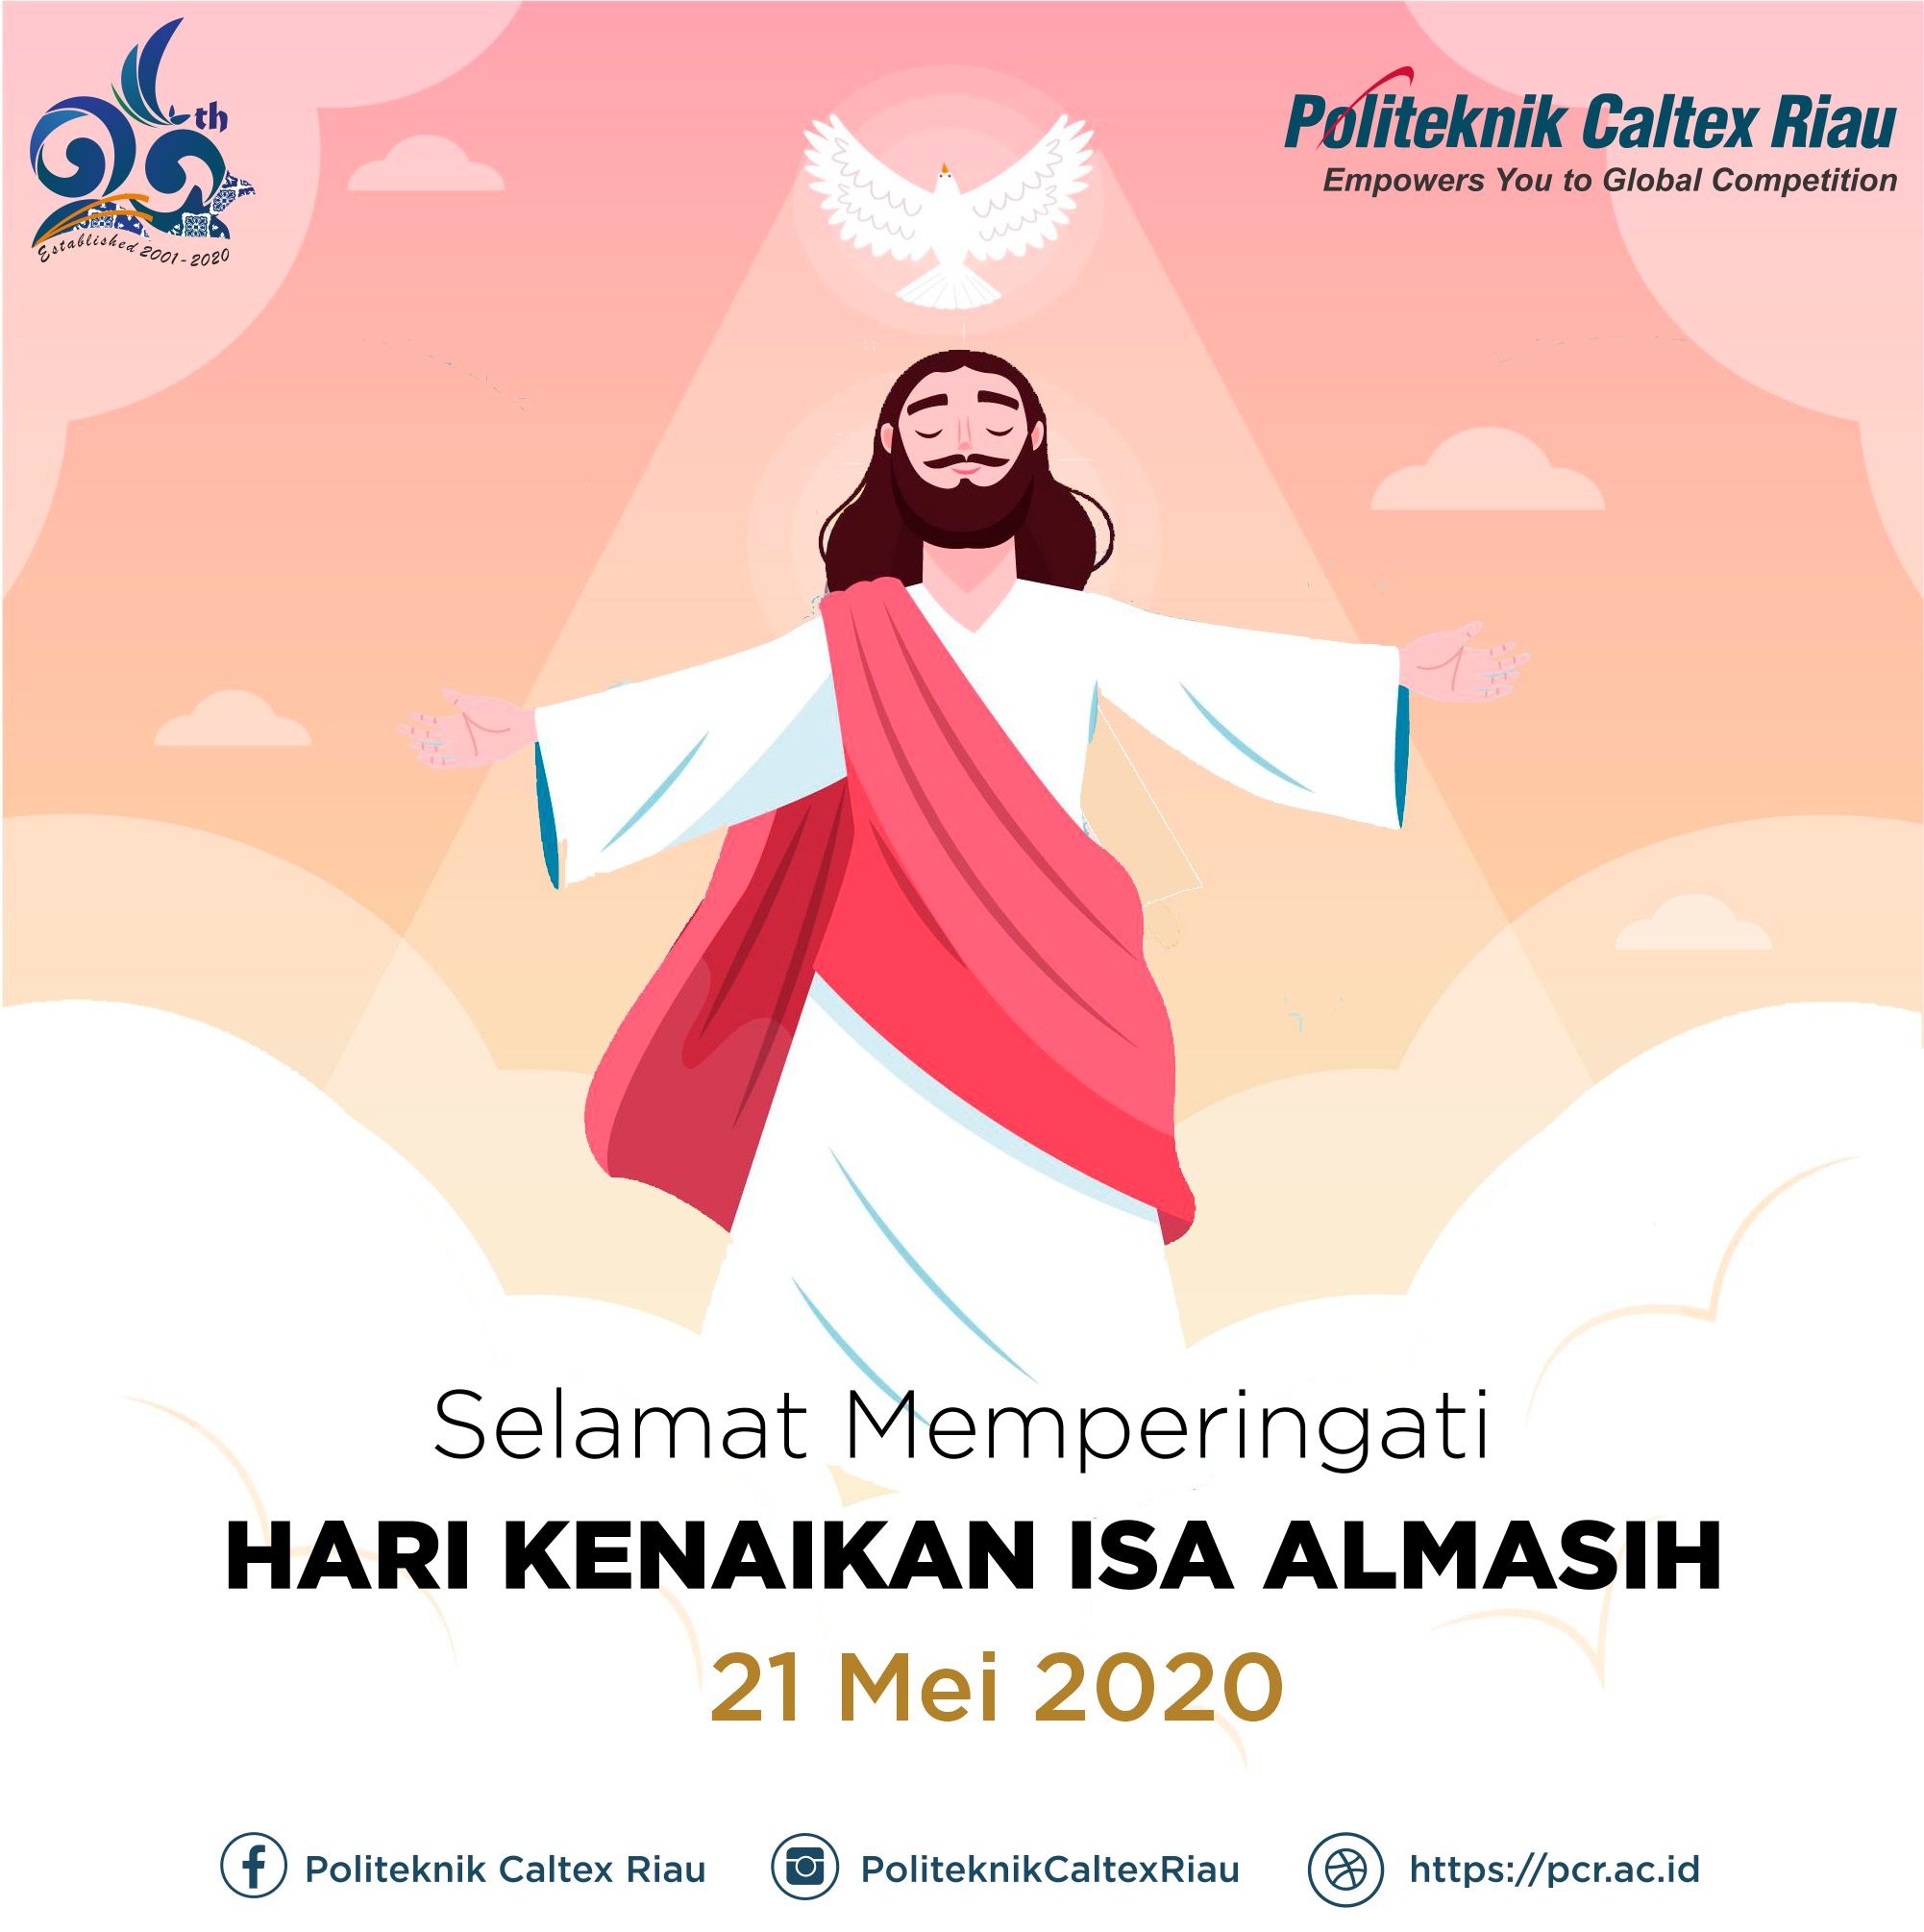 19th
Established 2001-2020
Politeknik Caltex Riau
Empowers You to Global Competition
Selamat Memperingati
HARI KENAIKAN ISA ALMASIH
21 Mei 2020
Politeknik Caltex Riau
PoliteknikCaltexRiau
https://pcr.ac.id